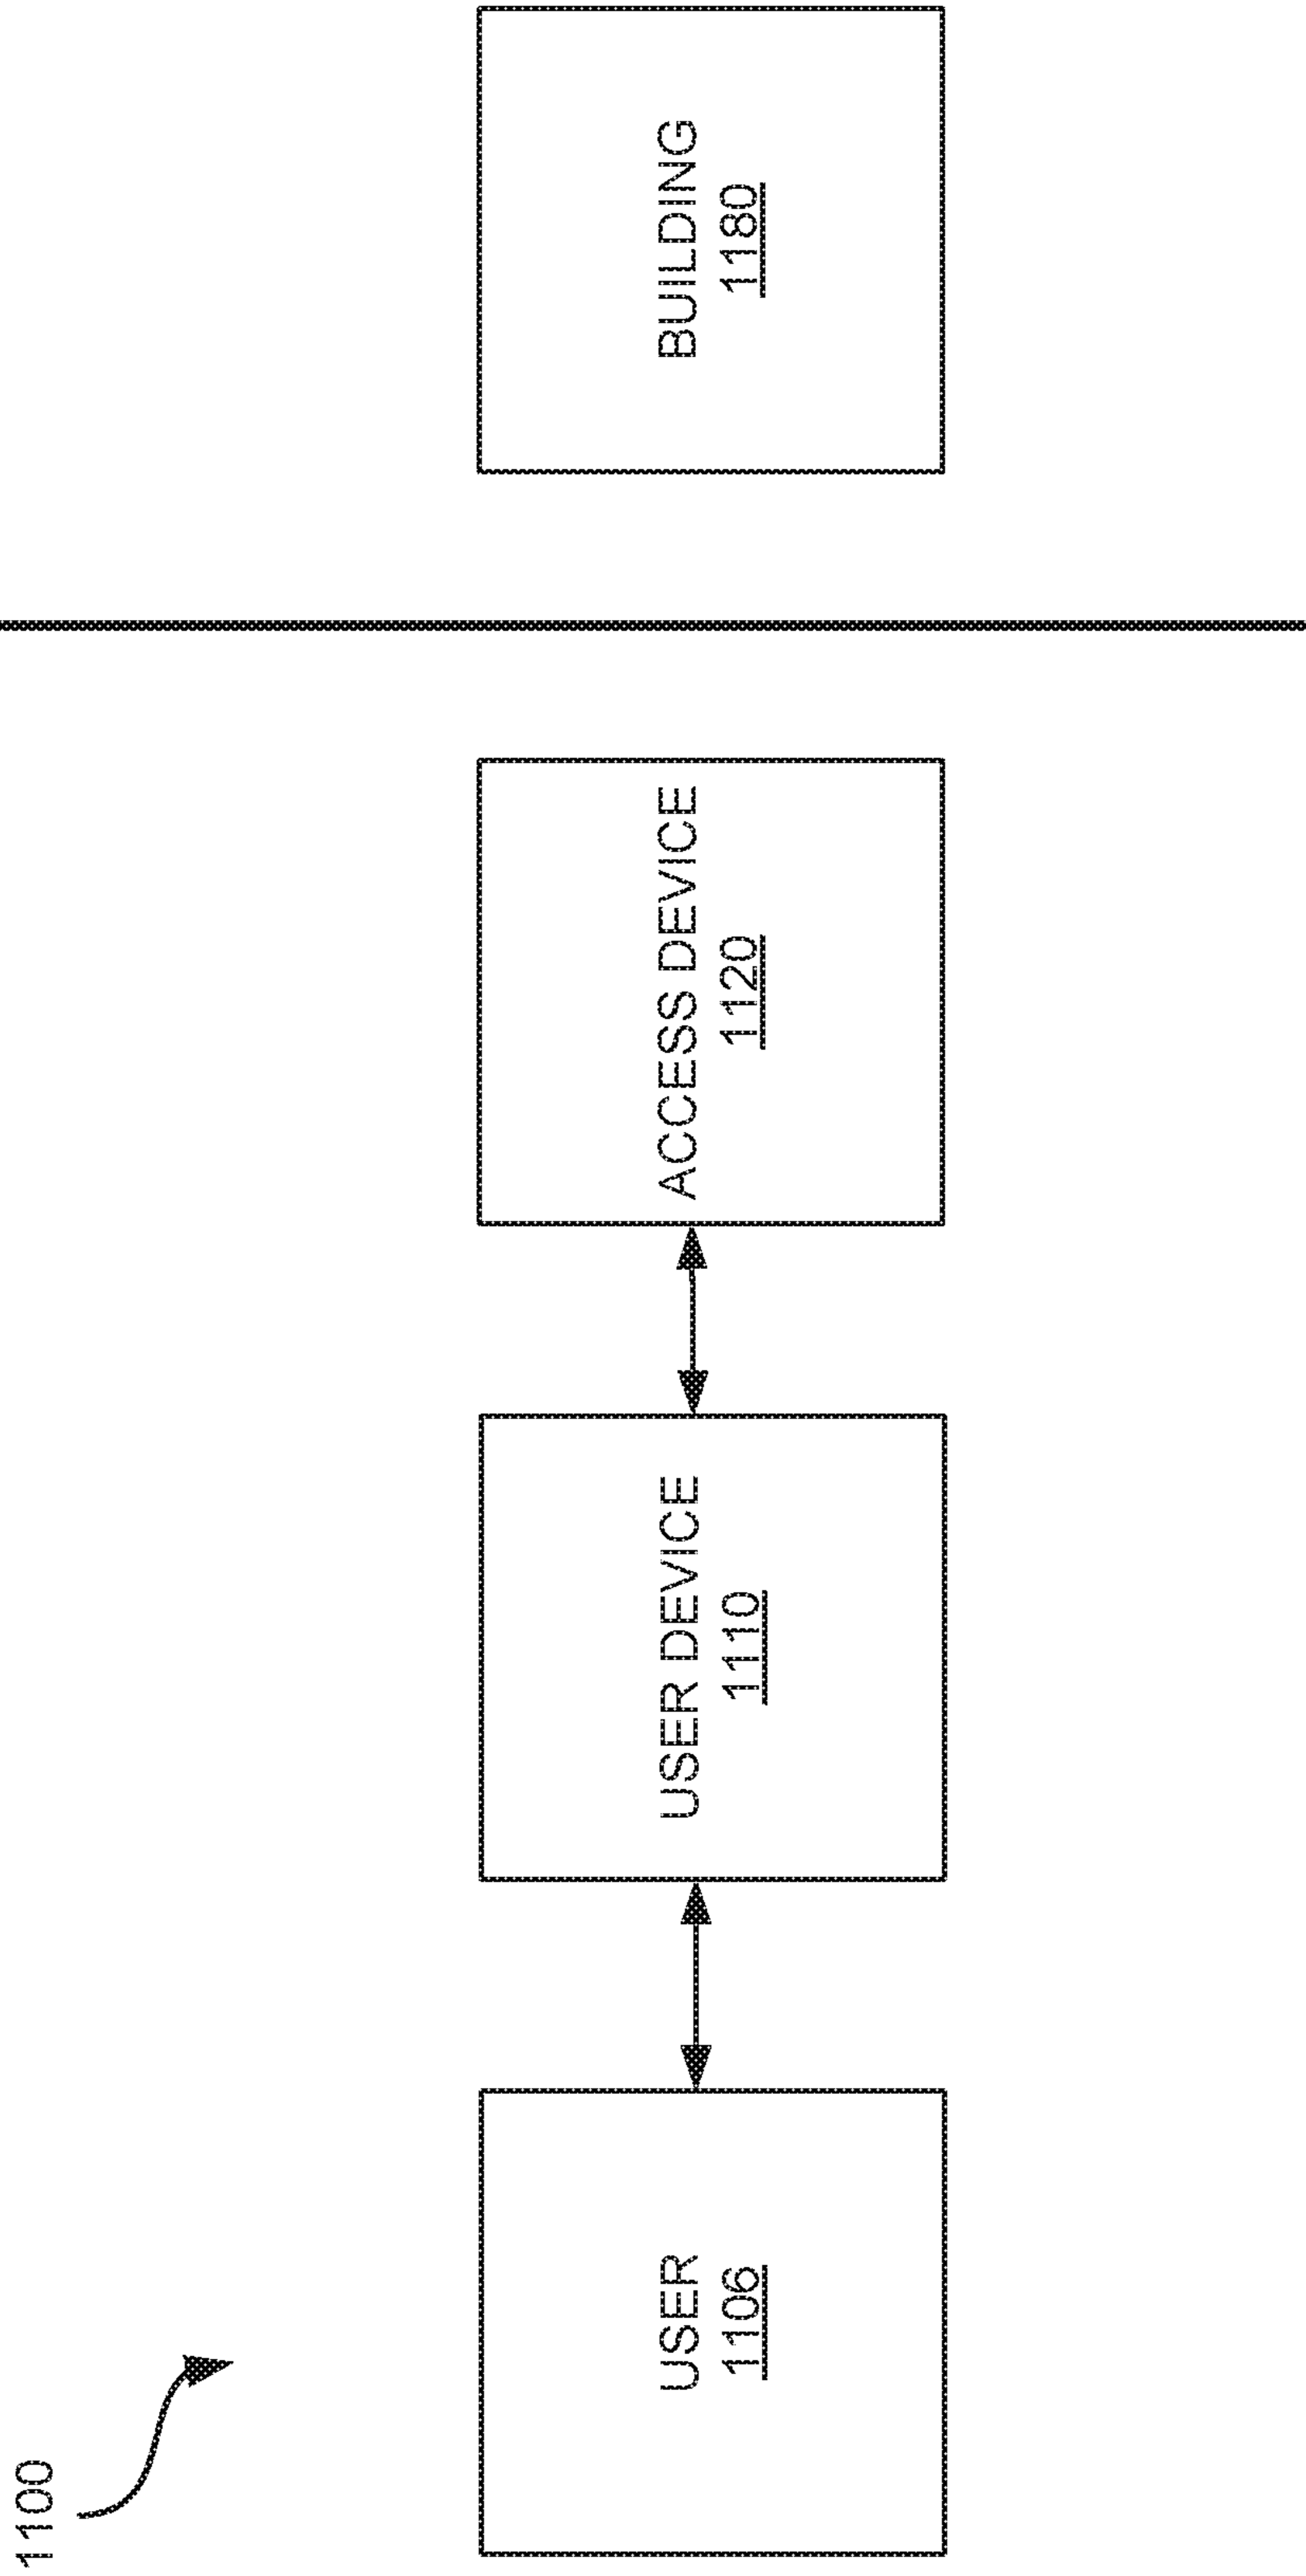 1100
USER
1106
USER DEVICE
1110
ACCESS DEVICE
1120
BUILDING
1180